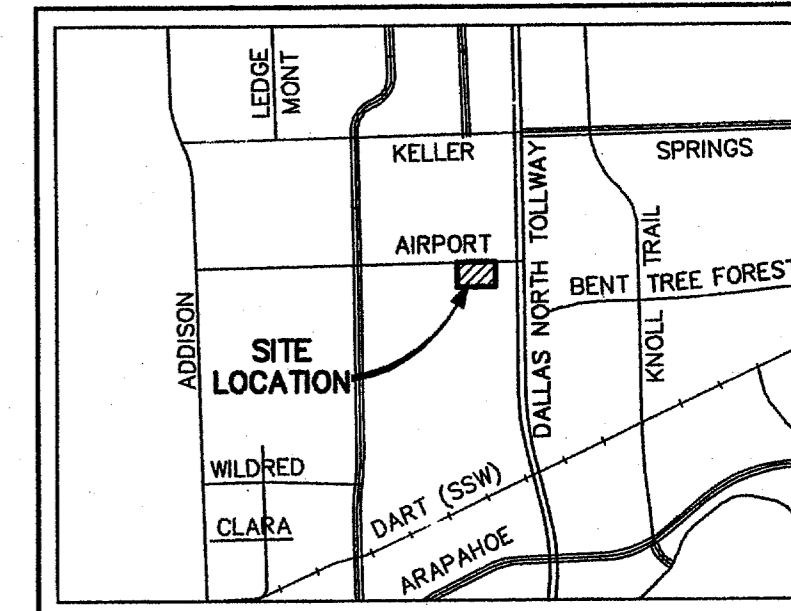 LEDGE
MONT
KELLER
SPRINGS
AIRPORT
DALLAS NORTH TOLLWAY
KNOLL TRAIL
BENT TREE FOREST
ADDISON
SITE
LOCATION
WILDRED
CLARA
DART (SSW)
ARAPAHOE